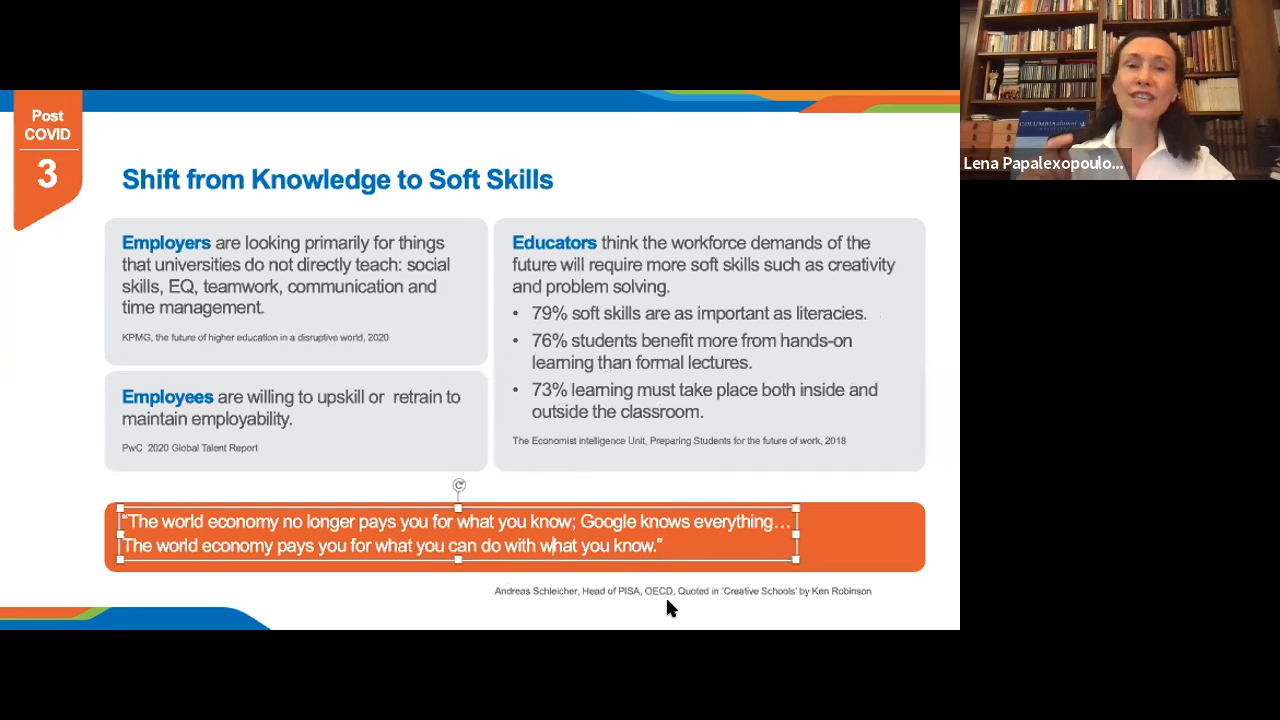 Post
COVID
3
Shift from Knowledge to Soft Skills
Employers are looking primarily for things
that universities do not directly teach: social
skills, EQ, teamwork, communication and
time management.
KPMG, the future of higher education in a disruptive world, 2020
Employees are willing to upskill or retrain to
maintain employability.
PwC 2020 Global Talent Report
Educators think the workforce demands of the
future will require more soft skills such as creativity
and problem solving.
• 79% soft skills are as important as literacies.
• 76% students benefit more from hands-on
learning than formal lectures.
• 73% learning must take place both inside and
outside the classroom.
The Economist intelligence Unit, Preparing Students for the future of work, 2018
“The world economy no longer pays you for what you know; Google knows everything…
The world economy pays you for what you can do with what you know.”
Andreas Schleicher, Head of PISA, OECD, Quoted in 'Creative Schools' by Ken Robinson
COLUMBIA alumni
Lena Papalexopoulo...